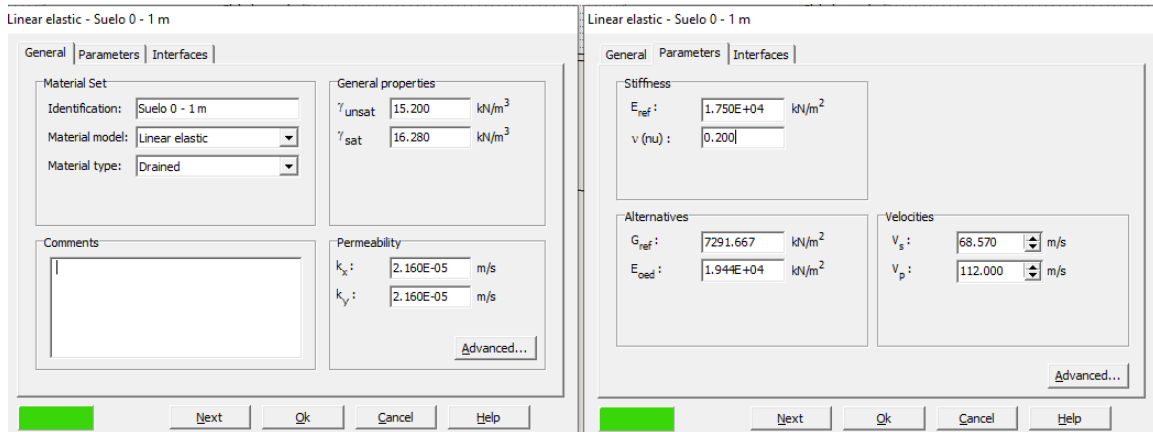 Linear elastic - Suelo 0 - 1 m
General Parameters Interfaces
Material Set
Identification: Suelo 0 - 1 m
Material model: Linear elastic
Material type: Drained
General properties
γunsat 15.200 kN/m³
γsat 16.280 kN/m³
Comments
Permeability
kx: 2.160E-05 m/s
ky: 2.160E-05 m/s
Advanced...
Next Ok Cancel Help
Linear elastic - Suelo 0 - 1 m
General Parameters Interfaces
Stiffness
Eref: 1.750E+04 kN/m²
ν (nu) : 0.200
Alternatives
Gref: 7291.667 kN/m²
Eoed: 1.944E+04 kN/m²
Velocities
Vs: 68.570 m/s
Vp: 112.000 m/s
Advanced...
Next Ok Cancel Help